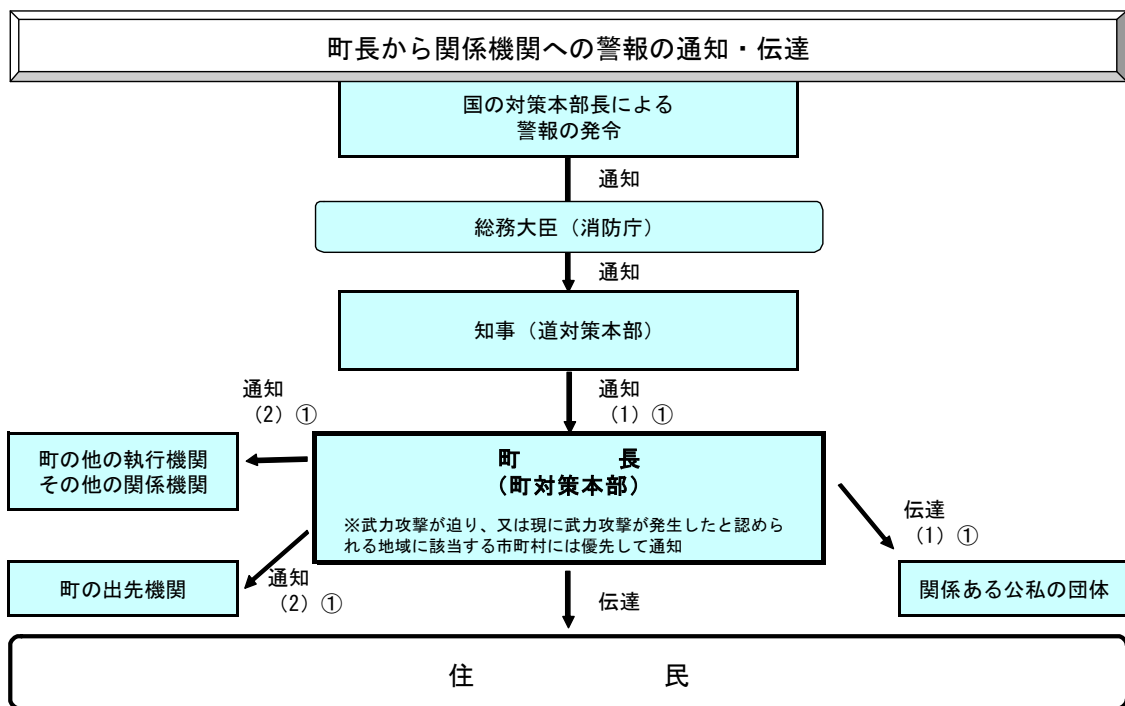 町長から関係機関への警報の通知・伝達
国の対策本部長による
警報の発令
通知
総務大臣(消防庁)
通知
知事(道対策本部)
通知
(2)①
通知
(1)①
町の他の執行機関
その他の関係機関
町 長
(町対策本部)
※武力攻撃が迫り、又は現に武力攻撃が発生したと認めら
れる地域に該当する市町村には優先して通知
伝達
(1)①
町の出先機関
通知
(2)①
伝達
関係ある公私の団体
住 民